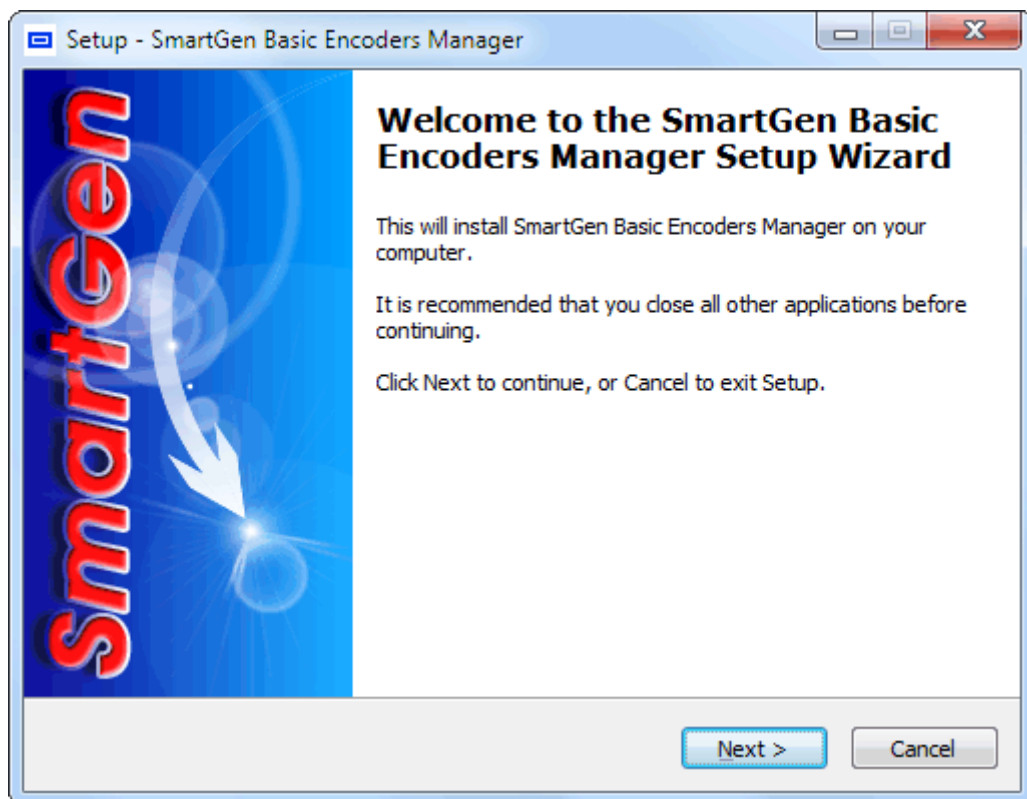 Setup - SmartGen Basic Encoders Manager
SmartGen
Welcome to the SmartGen Basic
Encoders Manager Setup Wizard
This will install SmartGen Basic Encoders Manager on your
computer.
It is recommended that you close all other applications before
continuing.
Click Next to continue, or Cancel to exit Setup.
Next >
Cancel